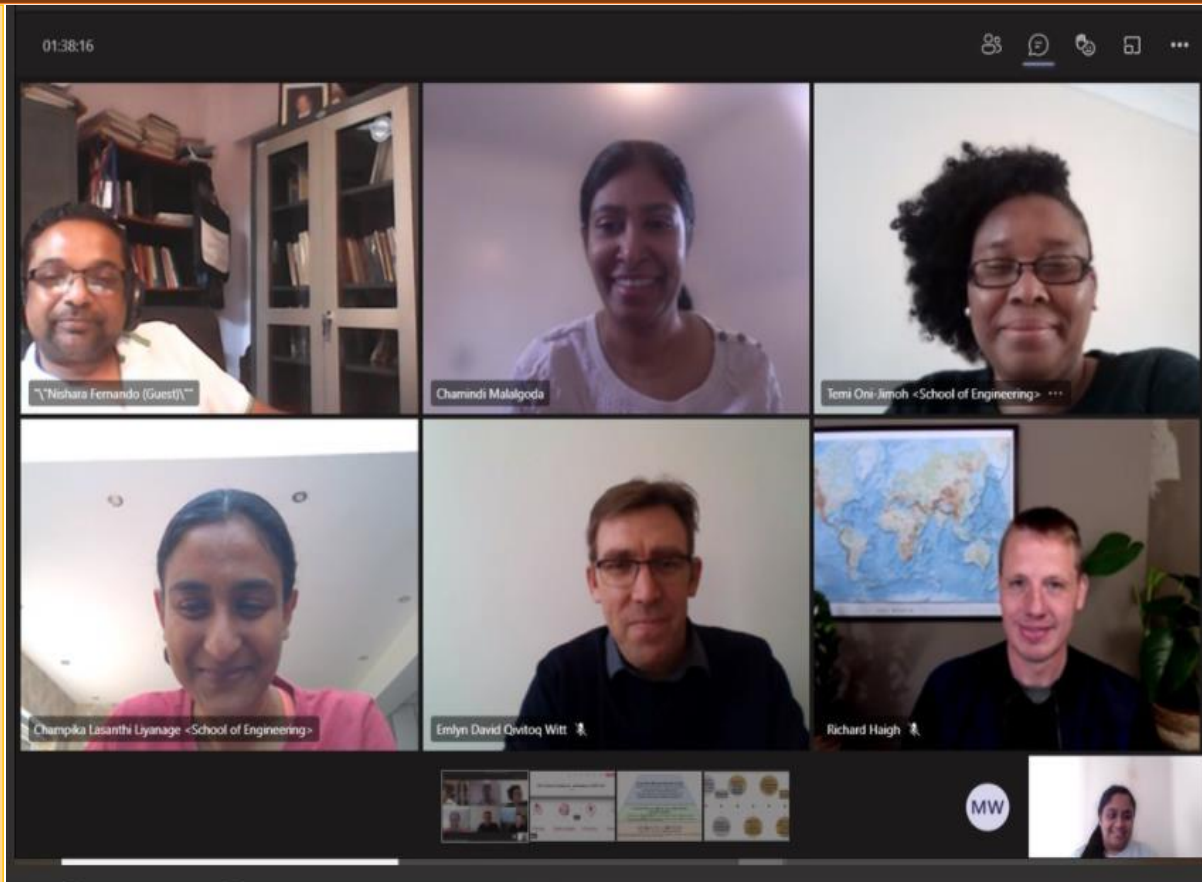 01:38:16
"\"Nishara Fernando (Guest)\""
Chamindi Malalgoda
Temi Oni-Jimoh <School of Engineering> ...
Champika Lasanthi Liyanage <School of Engineering>
Emlyn David Qivitoq Witt
Richard Haigh
MW